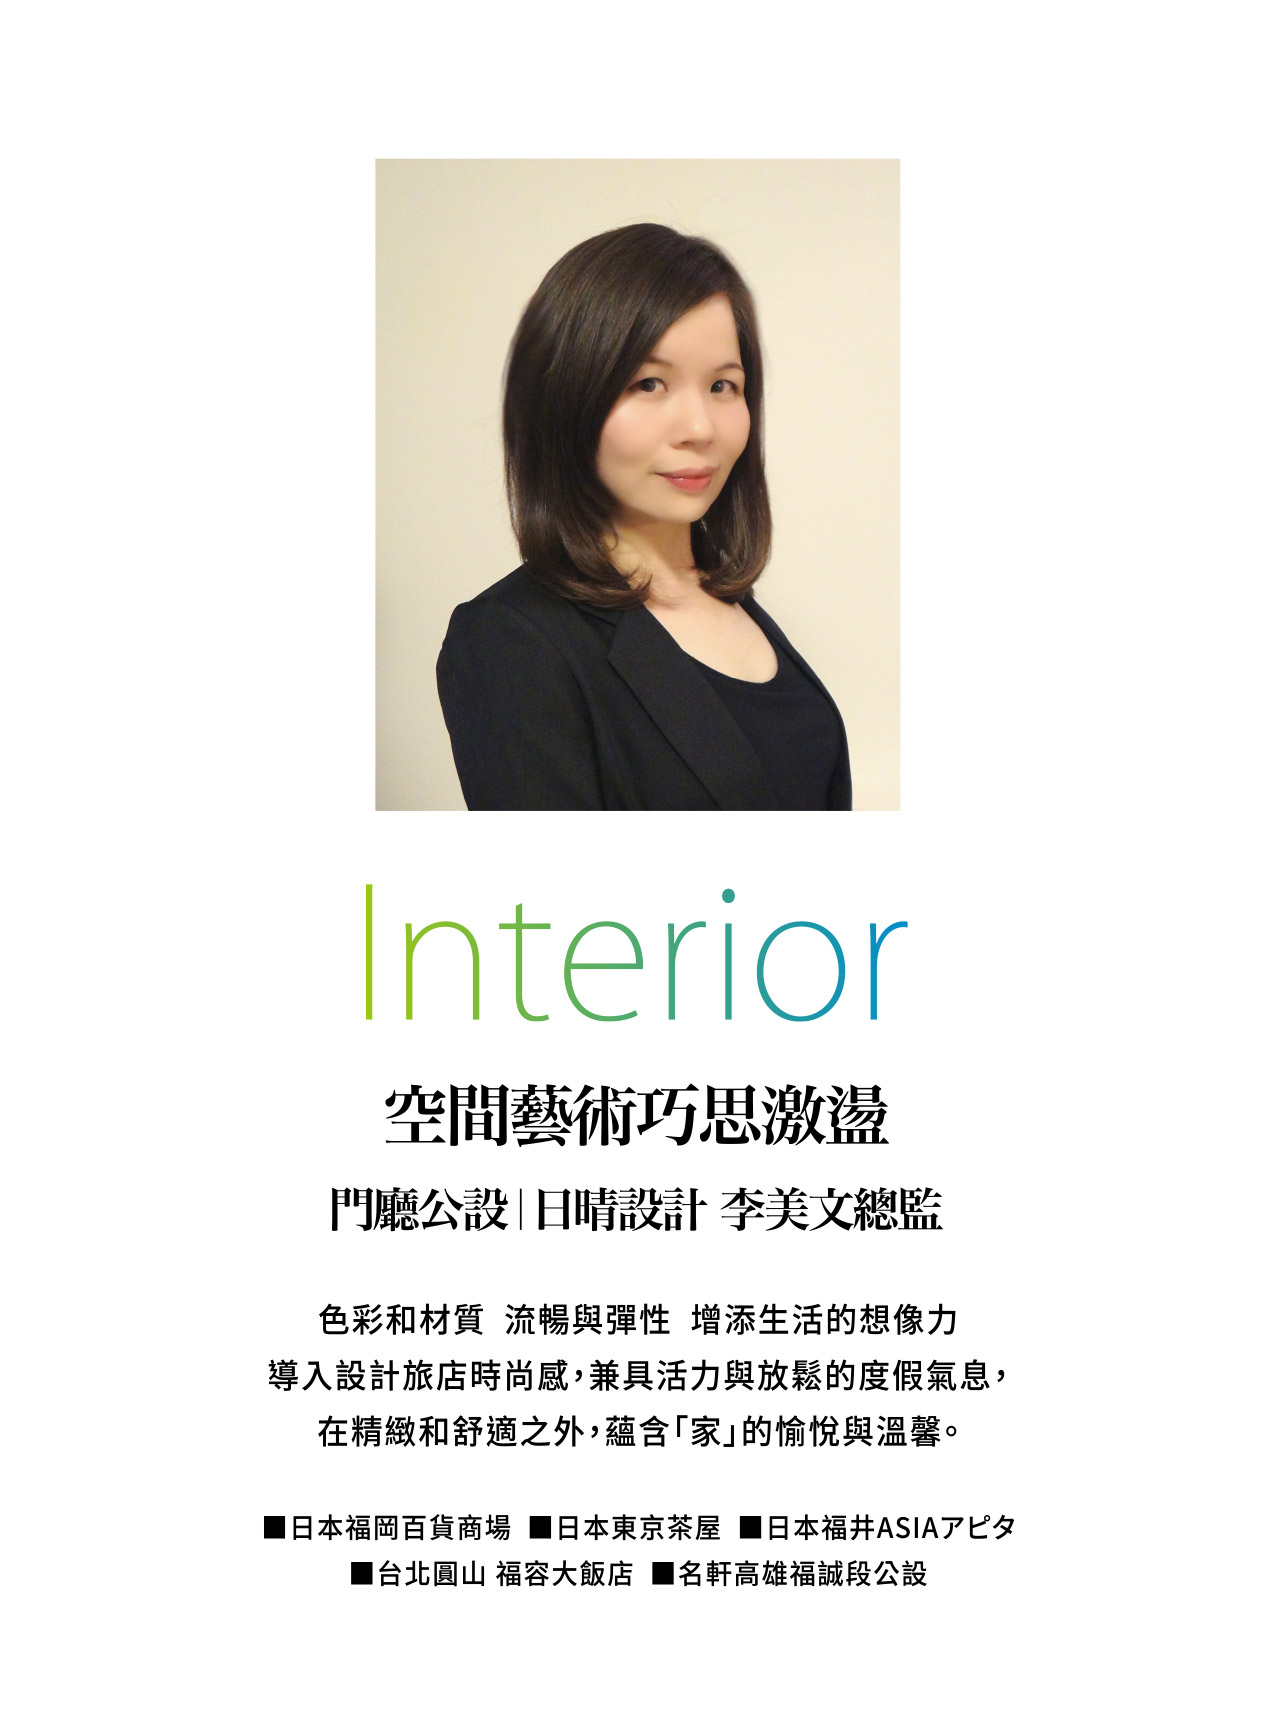 Interior
空間藝術巧思激盪
門廳公設|日晴設計 李美文總監
色彩和材質 流暢與彈性 增添生活的想像力
導入設計旅店時尚感，兼具活力與放鬆的度假氣息，
在精緻和舒適之外，蘊含「家」的愉悅與溫馨。
■日本福岡百貨商場 ■日本東京茶屋 ■日本福井ASIAアピタ
■台北圓山 福容大飯店 ■名軒高雄福誠段公設